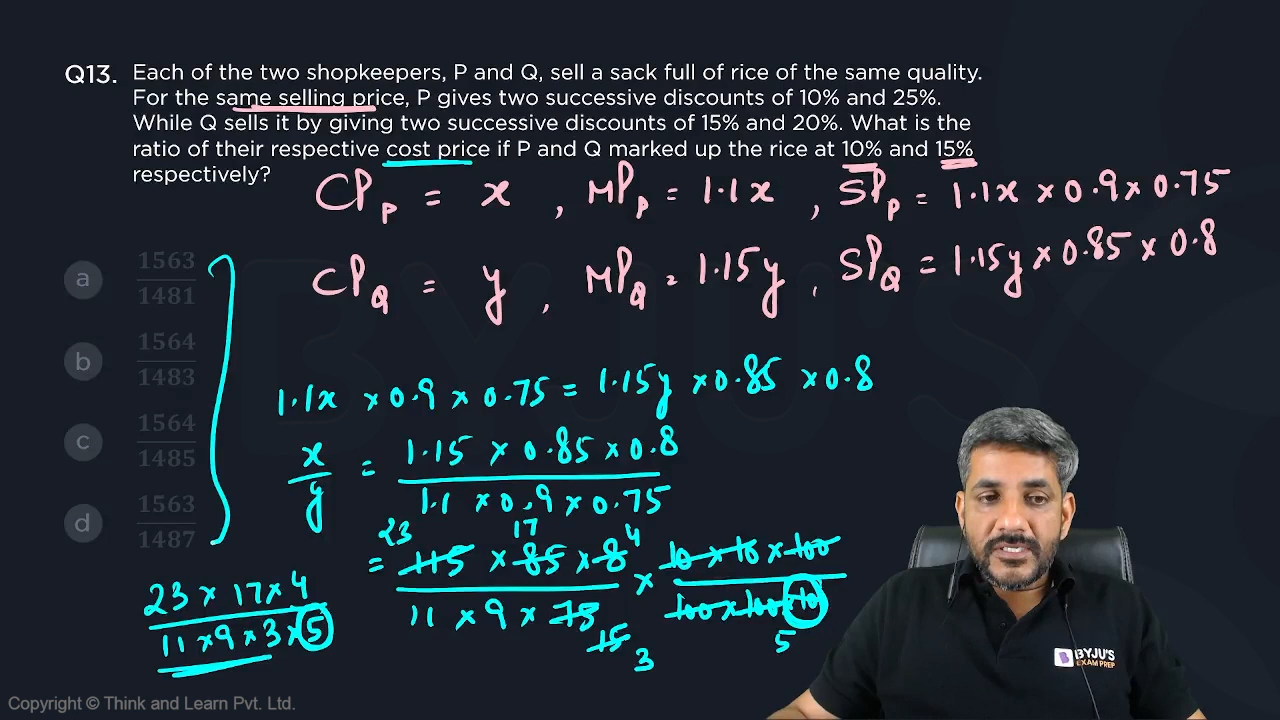 Q13. Each of the two shopkeepers, P and Q, sell a sack full of rice of the same quality.
For the same selling price, P gives two successive discounts of 10% and 25%.
While Q sells it by giving two successive discounts of 15% and 20%. What is the
ratio of their respective cost price if P and Q marked up the rice at 10% and 15%
respectively?
CP_P = x , MP_P = 1.1x , SP_P = 1.1x × 0.9 × 0.75
CP_Q = y , MP_Q = 1.15y , SP_Q = 1.15y × 0.85 × 0.8
a 1563/1481
b 1564/1483
c 1564/1485
d 1563/1487
1.1x × 0.9 × 0.75 = 1.15y × 0.85 × 0.8
x/y = 1.15 × 0.85 × 0.8 / 1.1 × 0.9 × 0.75
23 17 4
= 115 × 85 × 8 / 11 × 9 × 75 × 10 × 10 × 100 / 100 × 100 × 10
15 3 5
23 × 17 × 4 / 11 × 9 × 3 × 5
BYJU'S
BYJU'S
EXAM PREP
Copyright © Think and Learn Pvt. Ltd.